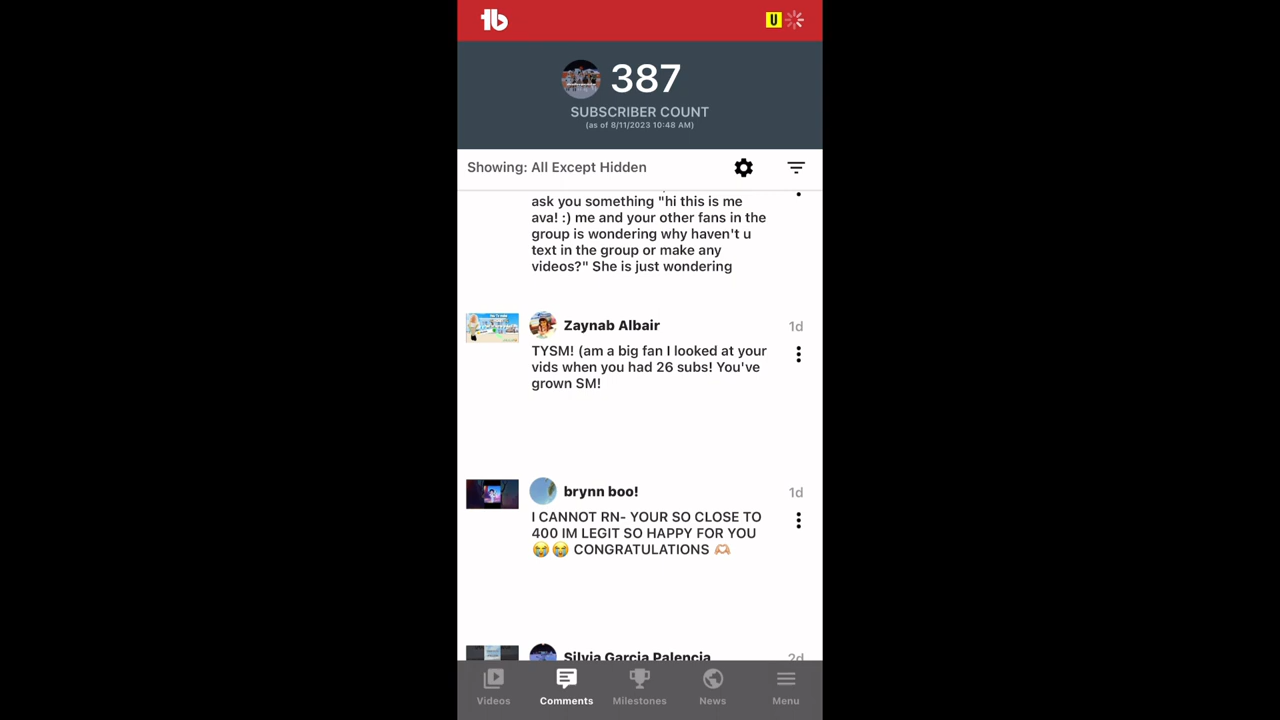 tb
U
387
SUBSCRIBER COUNT
(as of 8/11/2023 10:48 AM)
Showing: All Except Hidden
ask you something "hi this is me
ava! :) me and your other fans in the
group is wondering why haven't u
text in the group or make any
videos?" She is just wondering
Zaynab Albair
1d
TYSM! (am a big fan I looked at your
vids when you had 26 subs! You've
grown SM!
brynn boo!
1d
I CANNOT RN- YOUR SO CLOSE TO
400 IM LEGIT SO HAPPY FOR YOU
😭😭 CONGRATULATIONS 🫶🏼
Silvia Garcia Palencia
2d
Videos
Comments
Milestones
News
Menu